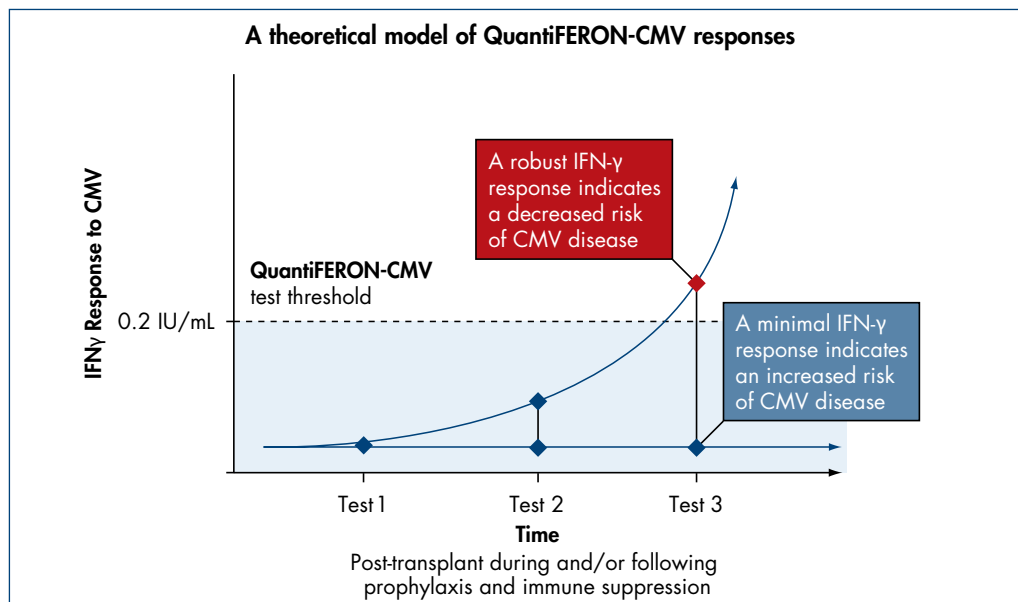 A theoretical model of QuantiFERON-CMV responses
IFNγ Response to CMV
A robust IFN-γ
response indicates
a decreased risk
of CMV disease
QuantiFERON-CMV
test threshold
0.2 IU/mL
A minimal IFN-γ
response indicates
an increased risk
of CMV disease
Test 1
Test 2
Test 3
Time
Post-transplant during and/or following
prophylaxis and immune suppression